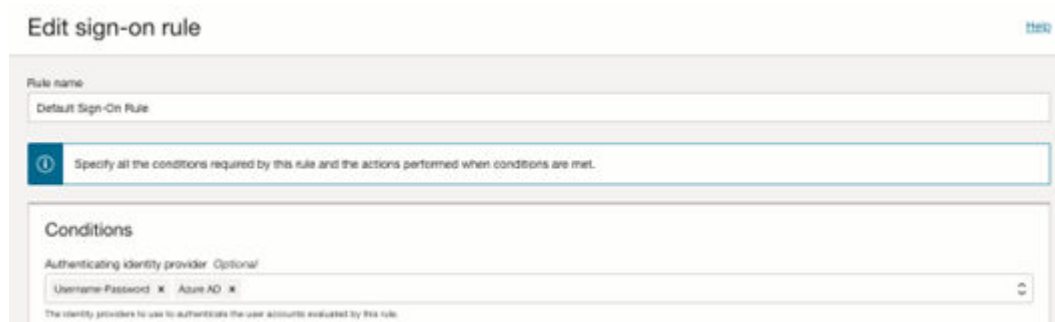 Edit sign-on rule
Help
Rule name
Default Sign-On Rule
Specify all the conditions required by this rule and the actions performed when conditions are met.
Conditions
Authenticating identity provider Optional
Username-Password × Azure AD ×
The identity providers to use to authenticate the user accounts evaluated by this rule.